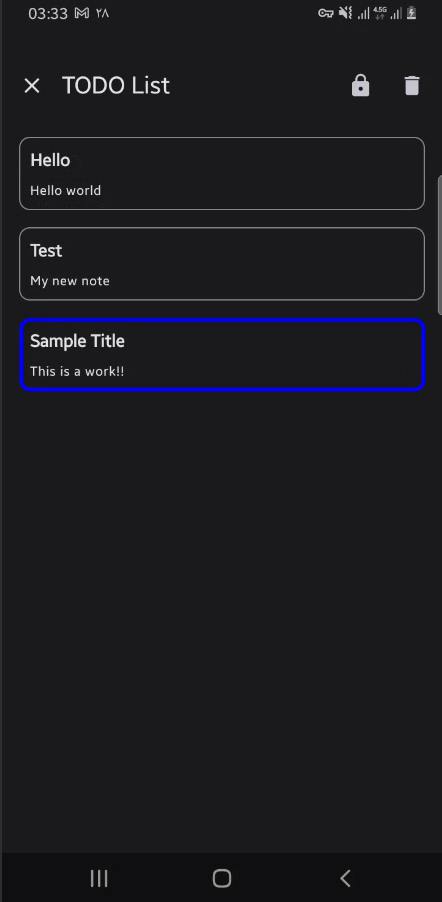 03:33 ٢٨ 4.5G
TODO List
Hello
Hello world
Test
My new note
Sample Title
This is a work!!